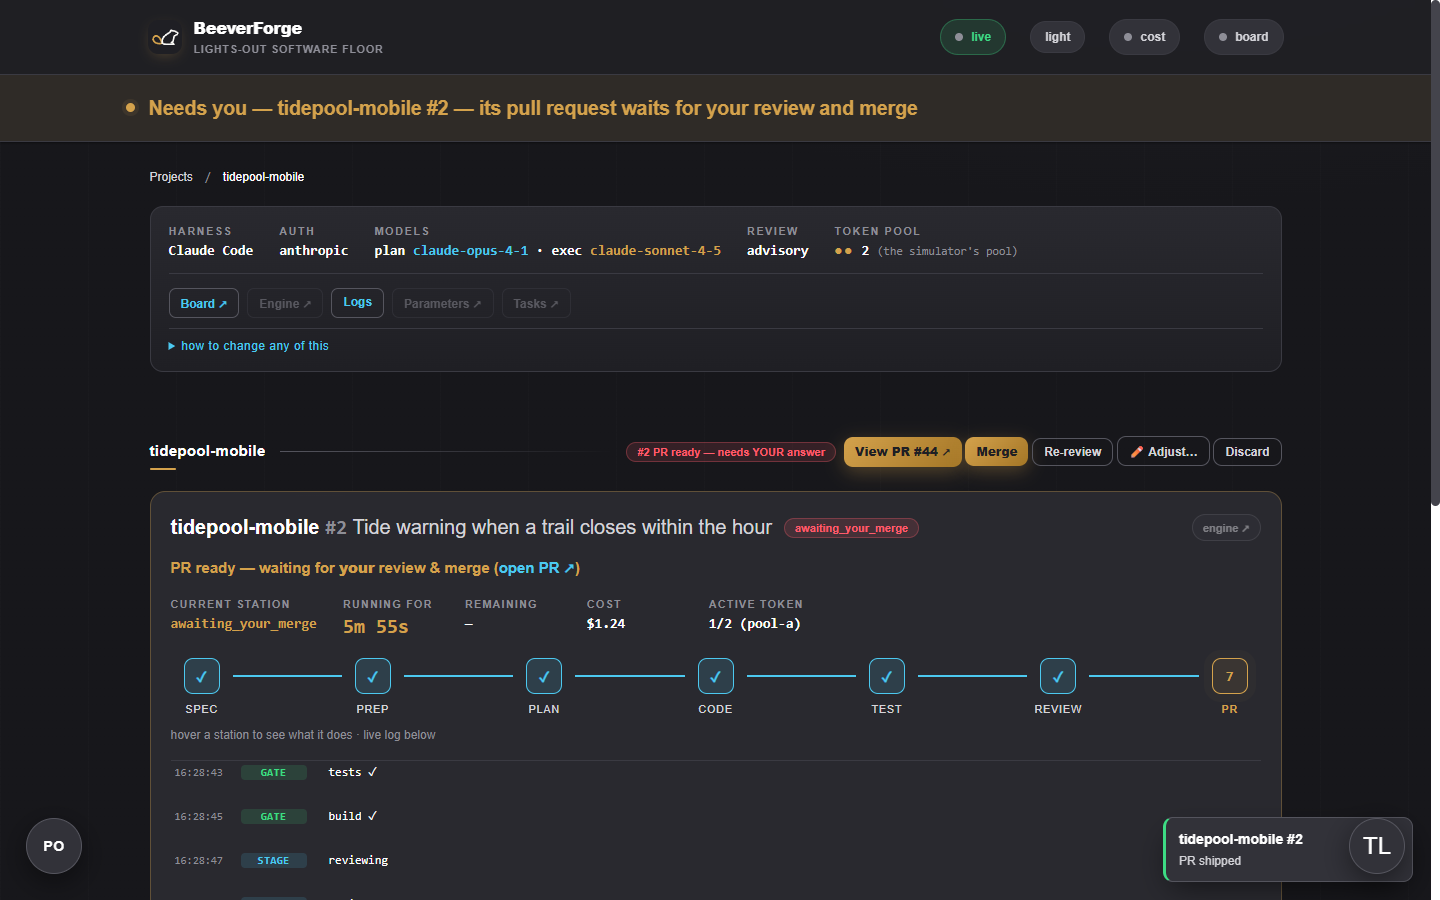 BeeverForge
LIGHTS-OUT SOFTWARE FLOOR
live
light
cost
board
Needs you — tidepool-mobile #2 — its pull request waits for your review and merge
Projects / tidepool-mobile
HARNESS AUTH MODELS REVIEW TOKEN POOL
Claude Code anthropic plan claude-opus-4-1 · exec claude-sonnet-4-5 advisory 2 (the simulator's pool)
Board ↗ Engine ↗ Logs Parameters ↗ Tasks ↗
▶ how to change any of this
tidepool-mobile #2 PR ready — needs YOUR answer View PR #44 ↗ Merge Re-review Adjust... Discard
tidepool-mobile #2 Tide warning when a trail closes within the hour awaiting_your_merge engine ↗
PR ready — waiting for your review & merge (open PR ↗)
CURRENT STATION RUNNING FOR REMAINING COST ACTIVE TOKEN
awaiting_your_merge 5m 55s — $1.24 1/2 (pool-a)
✓ ✓ ✓ ✓ ✓ ✓ 7
SPEC PREP PLAN CODE TEST REVIEW PR
hover a station to see what it does · live log below
16:28:43 GATE tests ✓
16:28:45 GATE build ✓
16:28:47 STAGE reviewing
PO
tidepool-mobile #2
PR shipped
TL